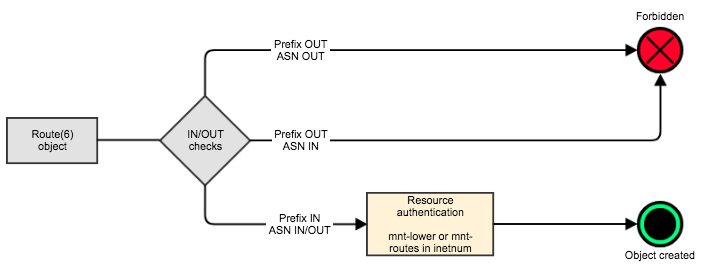 Forbidden
Prefix OUT
ASN OUT
Route(6)
object
IN/OUT
checks
Prefix OUT
ASN IN
Prefix IN
ASN IN/OUT
Resource
authentication
mnt-lower or mnt-
routes in inetnum
Object created